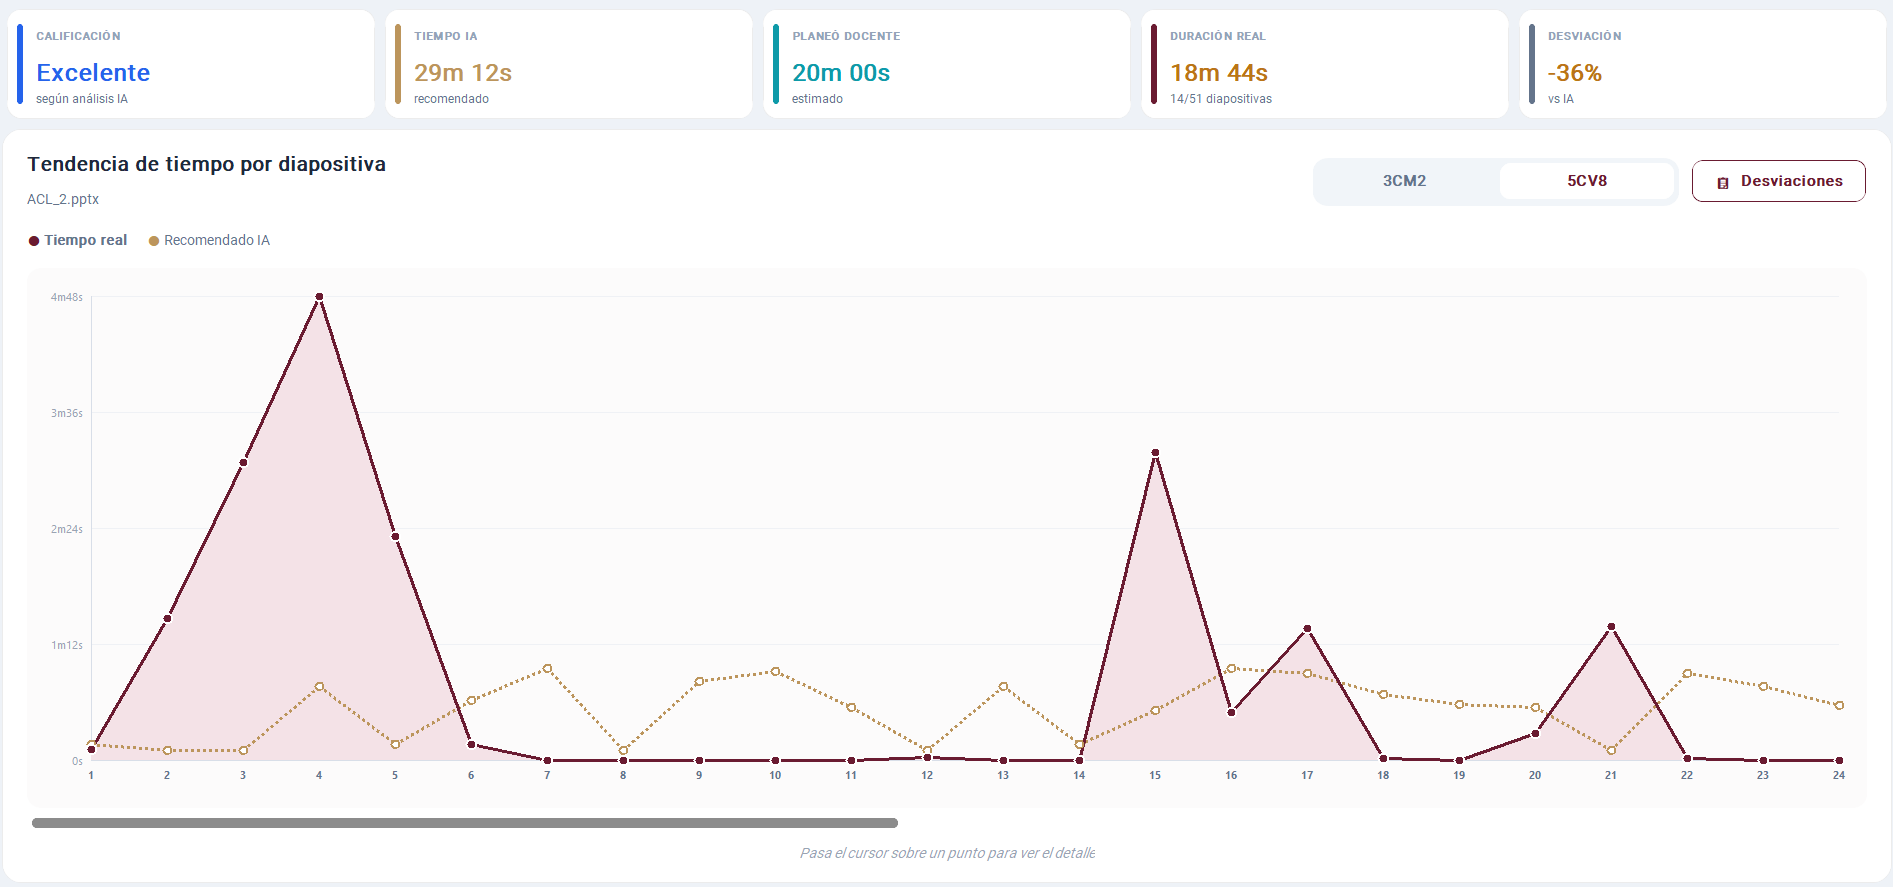 CALIFICACIÓN
Excelente
según análisis IA
TIEMPO IA
29m 12s
recomendado
PLANEÓ DOCENTE
20m 00s
estimado
DURACIÓN REAL
18m 44s
14/51 diapositivas
DESVIACIÓN
-36%
vs IA
Tendencia de tiempo por diapositiva
ACL_2.pptx
3CM2
5CV8
Desviaciones
Tiempo real
Recomendado IA
4m48s
3m36s
2m24s
1m12s
0s
1 2 3 4 5 6 7 8 9 10 11 12 13 14 15 16 17 18 19 20 21 22 23 24
Pasa el cursor sobre un punto para ver el detalle